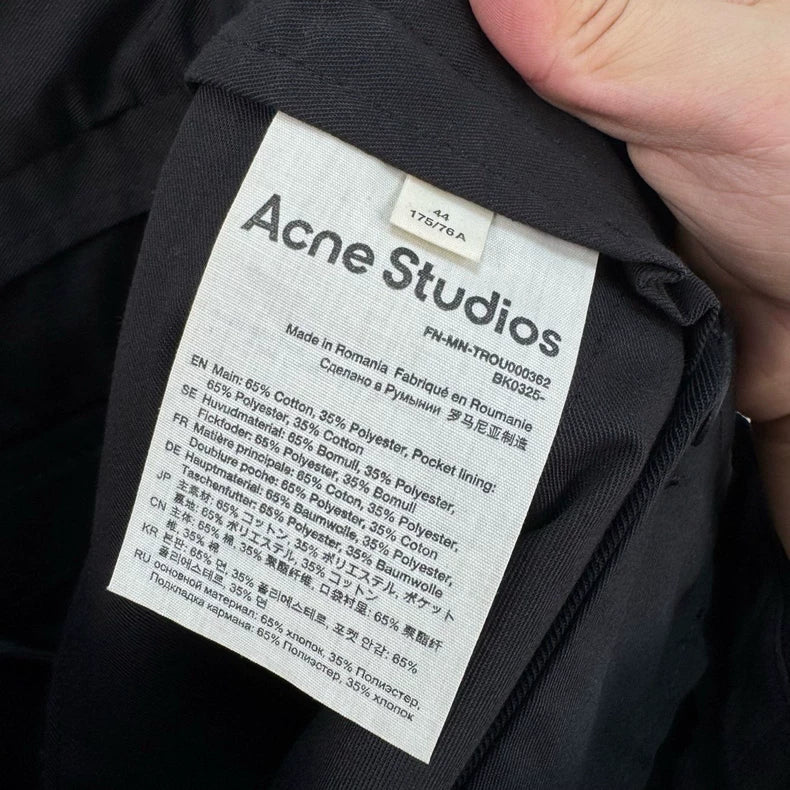 44
175/76 A
Acne Studios
FN-MN-TROU000362
BK0325-
Made in Romania Fabriqué en Roumanie
Сделано в Румынии 罗马尼亚制造
EN Main: 65% Cotton, 35% Polyester, Pocket lining:
65% Polyester, 35% Cotton
SE Huvudmaterial: 65% Bomull, 35% Polyester,
Fickfoder: 65% Polyester, 35% Bomull
FR Matière principale: 65% Coton, 35% Polyester,
Doublure poche: 65% Polyester, 35% Coton
DE Hauptmaterial: 65% Baumwolle, 35% Polyester,
Taschenfutter: 65% Polyester, 35% Baumwolle
JP 主素材: 65% コットン, 35% ポリエステル, ポケット
裏地: 65% ポリエステル, 35% コットン
CN 主体: 65% 棉, 35% 聚酯纤维, 口袋衬里: 65% 聚酯纤
维, 35% 棉
KR 본판: 65% 면, 35% 폴리에스테르, 포켓 안감: 65%
폴리에스테르, 35% 면
RU основной материал: 65% хлопок, 35% Полиэстер,
Подкладка кармана: 65% Полиэстер, 35% хлопок